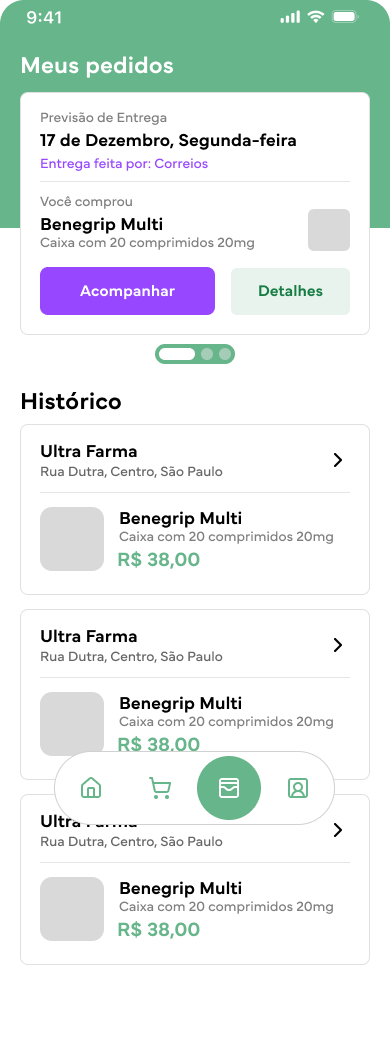 9:41
Meus pedidos
Previsão de Entrega
17 de Dezembro, Segunda-feira
Entrega feita por: Correios
Você comprou
Benegrip Multi
Caixa com 20 comprimidos 20mg
Acompanhar
Detalhes
Histórico
Ultra Farma
Rua Dutra, Centro, São Paulo
Benegrip Multi
Caixa com 20 comprimidos 20mg
R$ 38,00
Ultra Farma
Rua Dutra, Centro, São Paulo
Benegrip Multi
Caixa com 20 comprimidos 20mg
R$ 38,00
Ultra Farma
Rua Dutra, Centro, São Paulo
Benegrip Multi
Caixa com 20 comprimidos 20mg
R$ 38,00